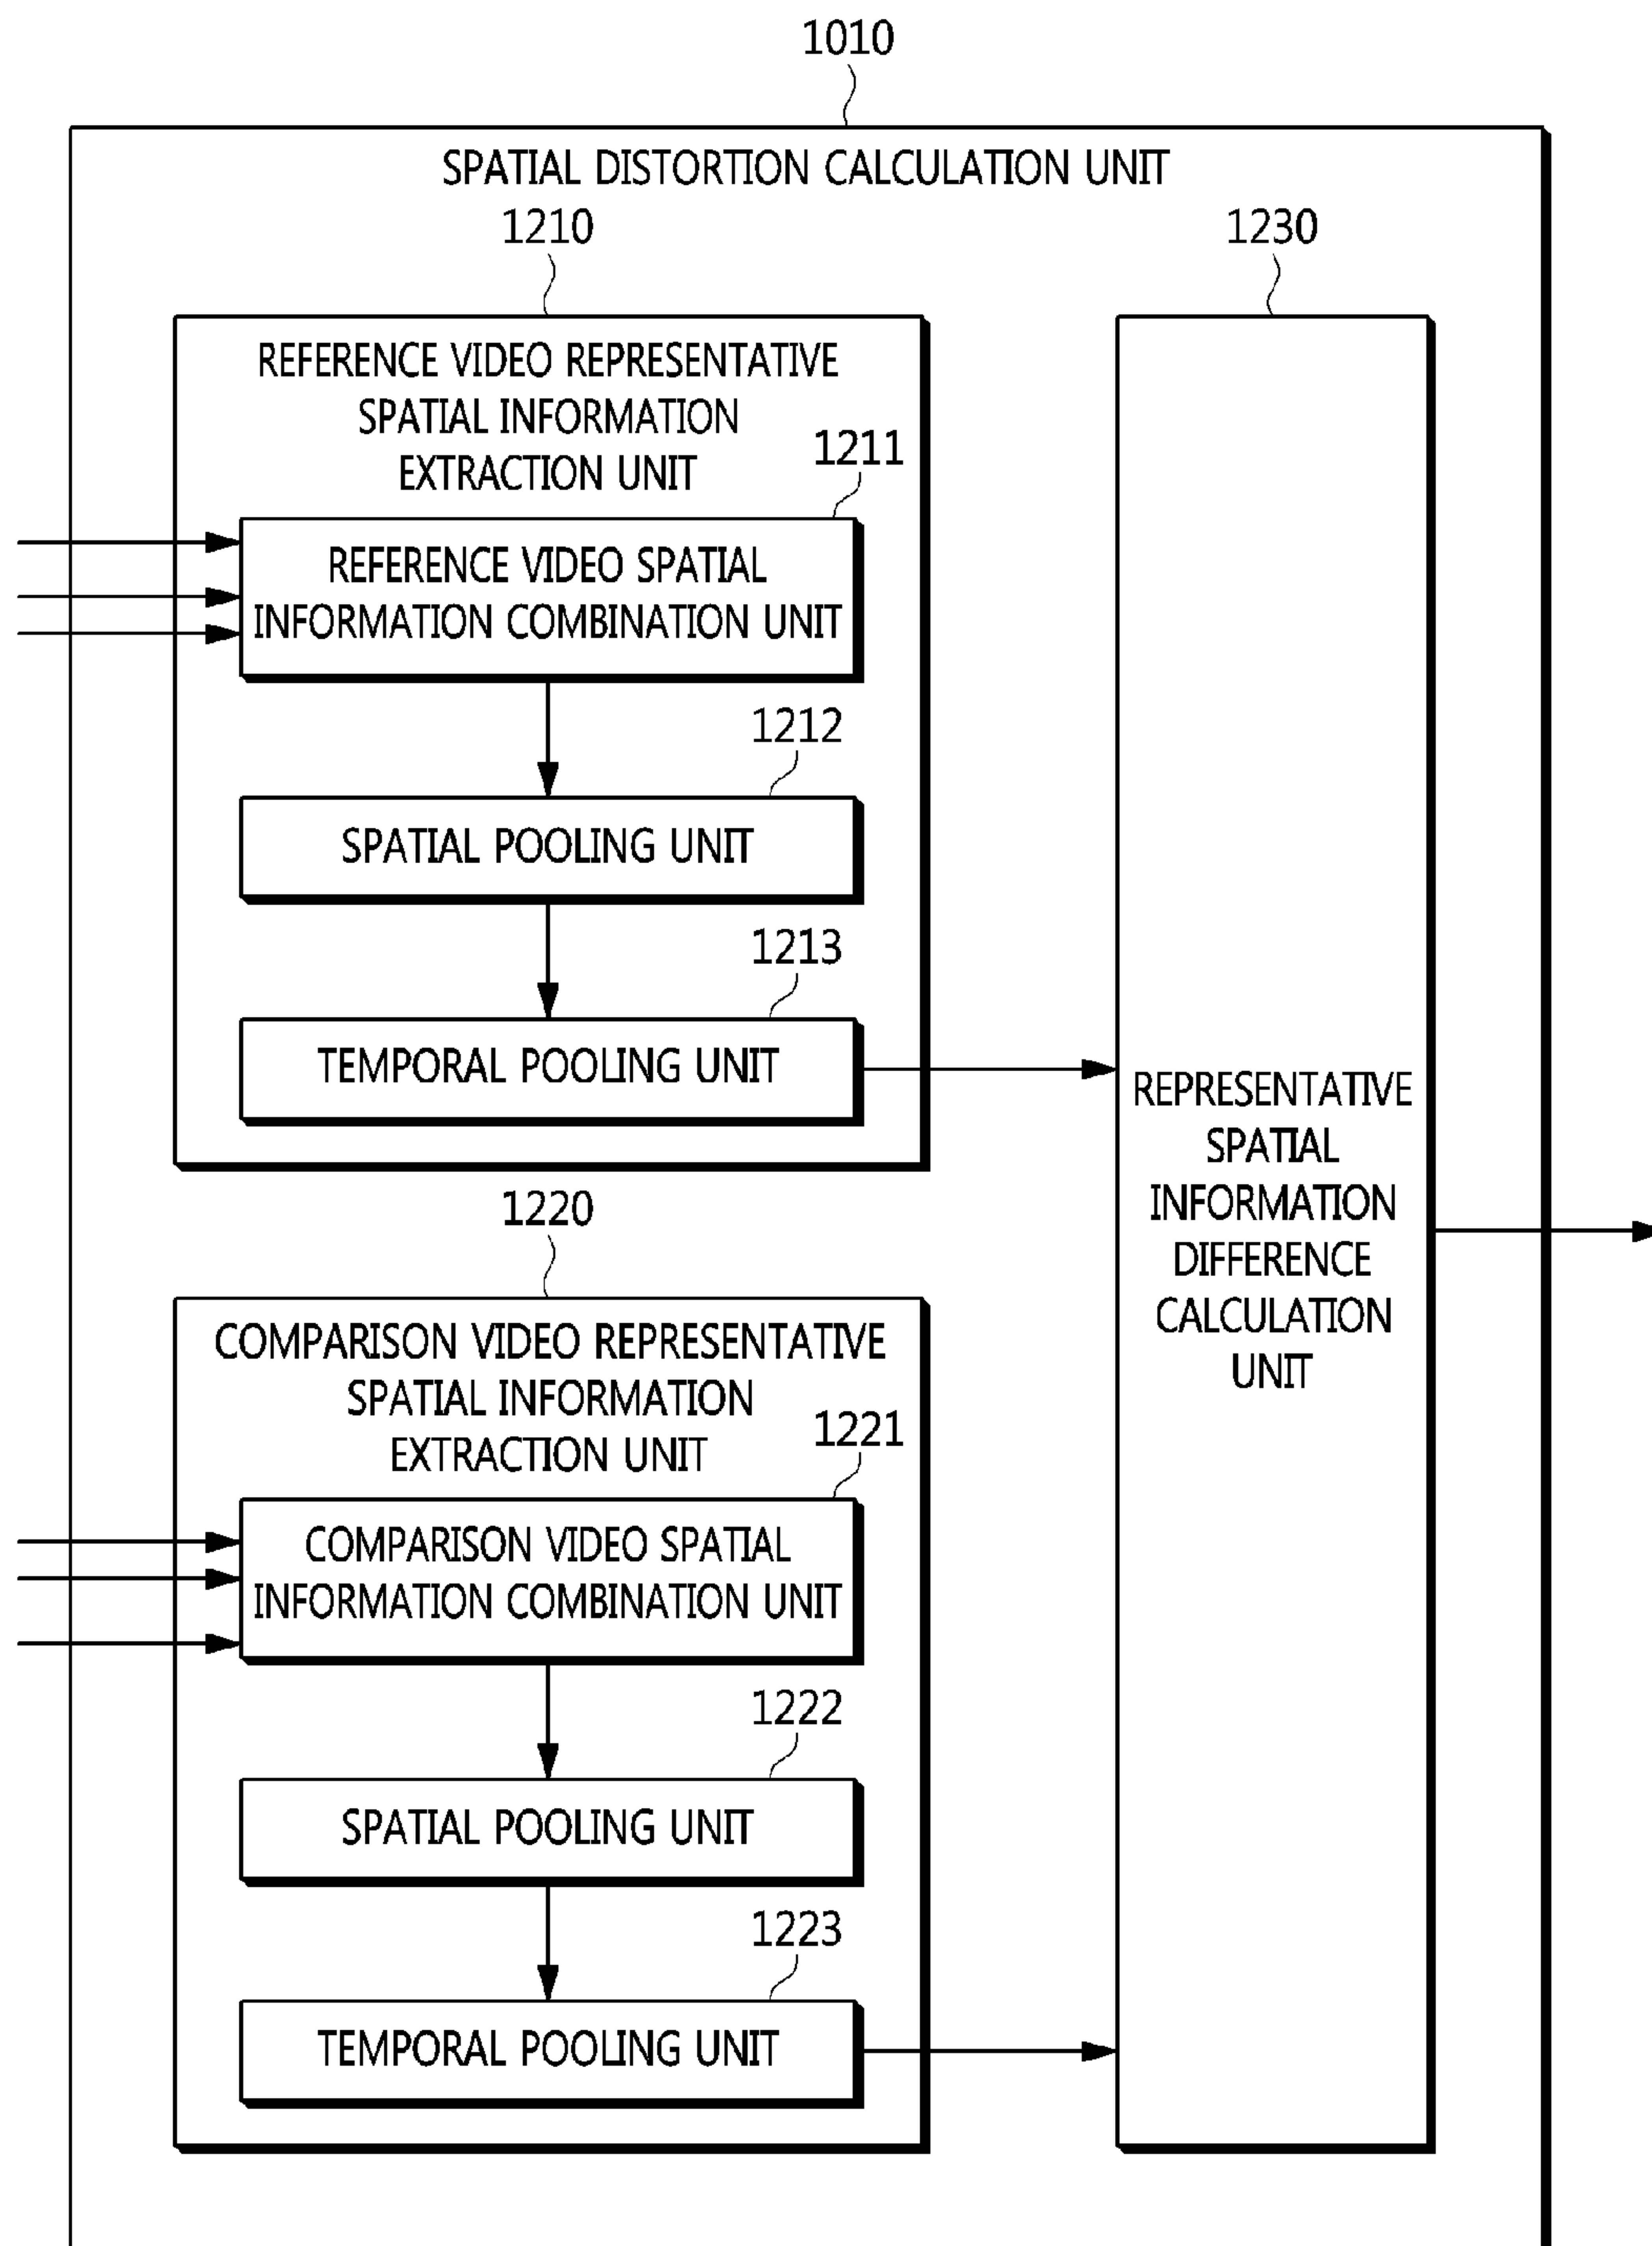 1010
SPATIAL DISTORTION CALCULATION UNIT
1210
REFERENCE VIDEO REPRESENTATIVE
SPATIAL INFORMATION
EXTRACTION UNIT
1211
REFERENCE VIDEO SPATIAL
INFORMATION COMBINATION UNIT
1212
SPATIAL POOLING UNIT
1213
TEMPORAL POOLING UNIT
1220
COMPARISON VIDEO REPRESENTATIVE
SPATIAL INFORMATION
EXTRACTION UNIT
1221
COMPARISON VIDEO SPATIAL
INFORMATION COMBINATION UNIT
1222
SPATIAL POOLING UNIT
1223
TEMPORAL POOLING UNIT
1230
REPRESENTATIVE
SPATIAL
INFORMATION
DIFFERENCE
CALCULATION
UNIT